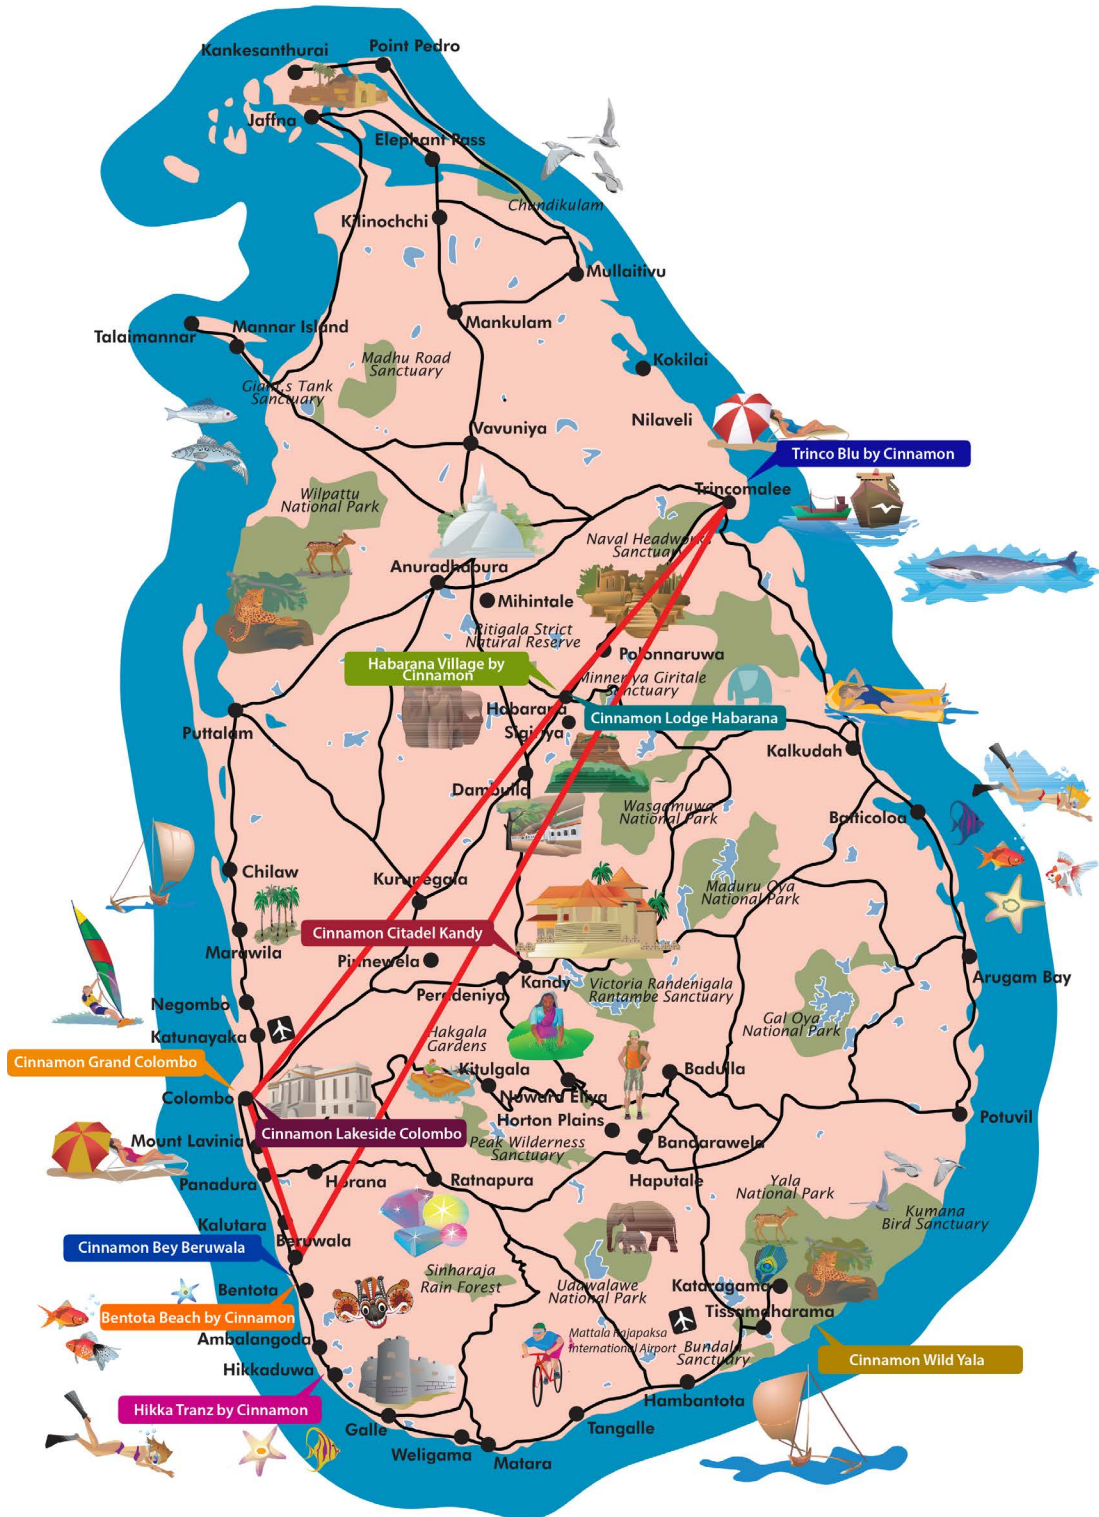 Kankesanthurai
Point Pedro
Jaffna
Elephant Pass
Chundikulam
Kilinochchi
Mullaitivu
Mankulam
Talaimannar
Mannar Island
Madhu Road
Sanctuary
Kokilai
Giant,s Tank
Sanctuary
Nilaveli
Vavuniya
Trinco Blu by Cinnamon
Trincomalee
Wilpattu
National Park
Naval Headworks
Sanctuary
Anuradhapura
Mihintale
Ritigala Strict
Natural Reserve
Polonnaruwa
Habarana Village by
Cinnamon
Minneriya Giritale
Sanctuary
Habarana
Cinnamon Lodge Habarana
Sigiriya
Puttalam
Kalkudah
Dambulla
Wasgamuwa
National Park
Batticoloa
Chilaw
Kurunegala
Maduru Oya
National Park
Cinnamon Citadel Kandy
Marawila
Pinnewela
Kandy
Arugam Bay
Peradeniya
Victoria Randenigala
Rantambe Sanctuary
Negombo
Katunayaka
Hakgala
Gardens
Gal Oya
National Park
Cinnamon Grand Colombo
Kitulgala
Badulla
Colombo
Nuwara Eliya
Horton Plains
Potuvil
Cinnamon Lakeside Colombo
Mount Lavinia
Peak Wilderness
Sanctuary
Bandarawela
Panadura
Horana
Ratnapura
Haputale
Yala
National Park
Kumana
Bird Sanctuary
Kalutara
Beruwala
Cinnamon Bey Beruwala
Sinharaja
Rain Forest
Udawalawe
National Park
Kataragama
Bentota
Bentota Beach by Cinnamon
Tissamaharama
Ambalangoda
Mattala Rajapaksa
International Airport
Bundala
Sanctuary
Hikkaduwa
Cinnamon Wild Yala
Hambantota
Hikka Tranz by Cinnamon
Galle
Tangalle
Weligama
Matara